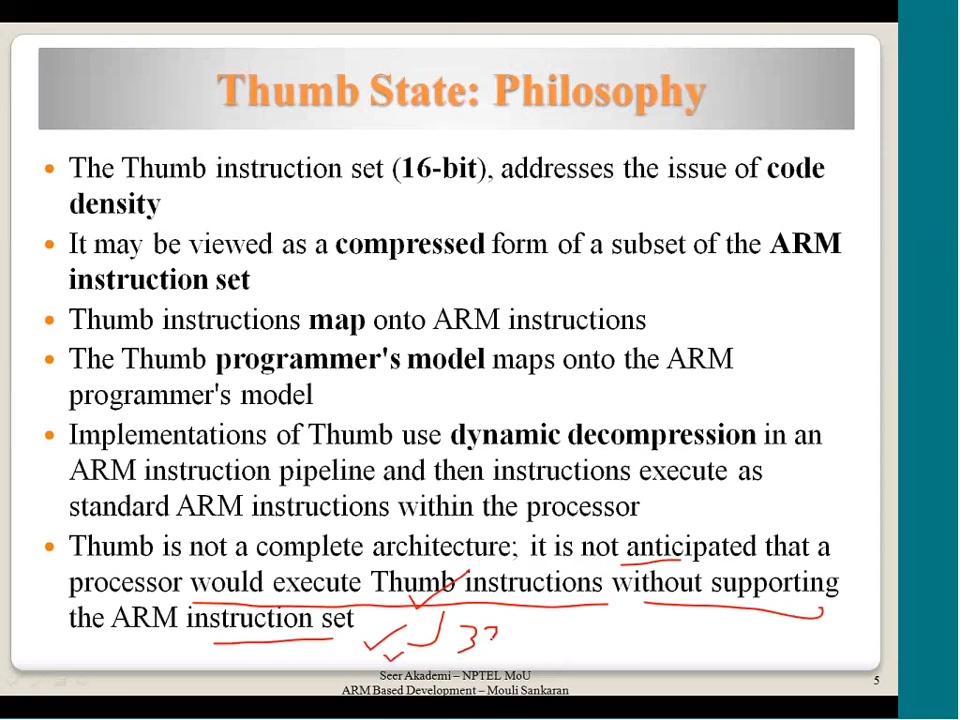 Thumb State: Philosophy
• The Thumb instruction set (16-bit), addresses the issue of code
density
• It may be viewed as a compressed form of a subset of the ARM
instruction set
• Thumb instructions map onto ARM instructions
• The Thumb programmer's model maps onto the ARM
programmer's model
• Implementations of Thumb use dynamic decompression in an
ARM instruction pipeline and then instructions execute as
standard ARM instructions within the processor
• Thumb is not a complete architecture; it is not anticipated that a
processor would execute Thumb instructions without supporting
the ARM instruction set
Seer Akademi – NPTEL MoU
ARM Based Development – Mouli Sankaran
5